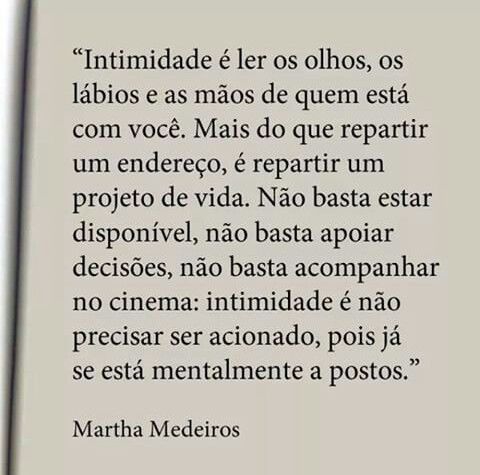 “Intimidade é ler os olhos, os
lábios e as mãos de quem está
com você. Mais do que repartir
um endereço, é repartir um
projeto de vida. Não basta estar
disponível, não basta apoiar
decisões, não basta acompanhar
no cinema: intimidade é não
precisar ser acionado, pois já
se está mentalmente a postos.”
Martha Medeiros